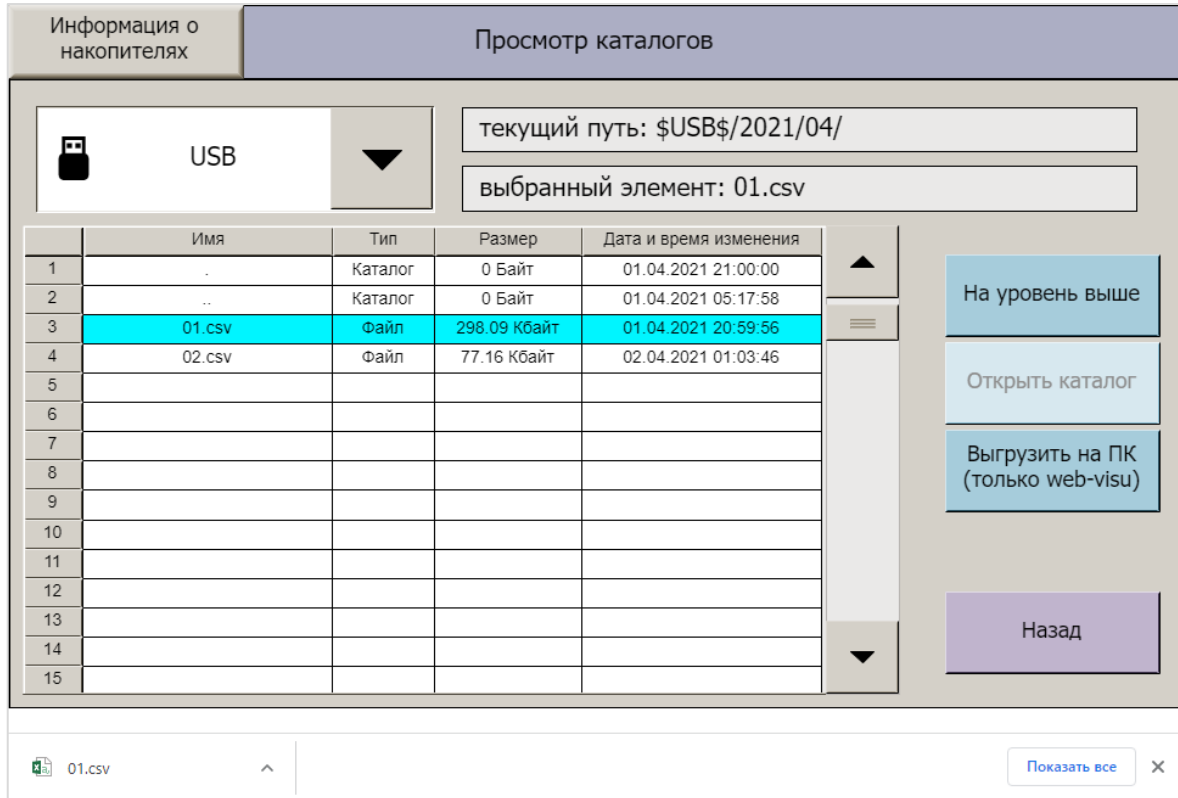 Информация о
накопителях
Просмотр каталогов
USB
текущий путь: $USB$/2021/04/
выбранный элемент: 01.csv
Имя Тип Размер Дата и время изменения
1 . Каталог 0 Байт 01.04.2021 21:00:00
2 .. Каталог 0 Байт 01.04.2021 05:17:58
3 01.csv Файл 298.09 Кбайт 01.04.2021 20:59:56
4 02.csv Файл 77.16 Кбайт 02.04.2021 01:03:46
5
6
7
8
9
10
11
12
13
14
15
На уровень выше
Открыть каталог
Выгрузить на ПК
(только web-visu)
Назад
01.csv
Показать все